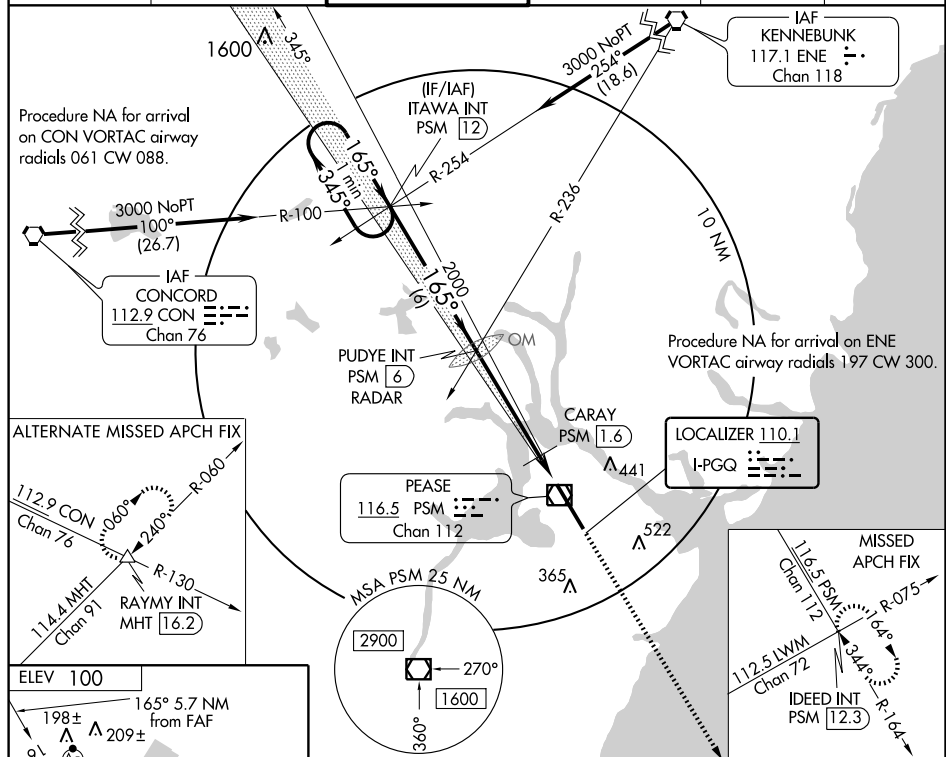 1600
345°
3000 NoPT
254°
(18.6)
IAF
KENNEBUNK
117.1 ENE
Chan 118
(IF/IAF)
ITAWA INT
PSM 12
Procedure NA for arrival
on CON VORTAC airway
radials 061 CW 088.
165°
1 min
345°
R-254
R-236
10 NM
3000 NoPT
100°
(26.7)
R-100
IAF
CONCORD
112.9 CON
Chan 76
2000
165°
(6)
OM
PUDYE INT
PSM 6
RADAR
Procedure NA for arrival on ENE
VORTAC airway radials 197 CW 300.
CARAY
PSM 1.6
441
LOCALIZER 110.1
I-PGQ
PEASE
116.5 PSM
Chan 112
522
365
ALTERNATE MISSED APCH FIX
112.9 CON
Chan 76
060°
240°
R-060
R-130
114.4 MHT
Chan 91
RAYMY INT
MHT 16.2
MSA PSM 25 NM
2900
270°
1600
360°
MISSED
APCH FIX
116.5 PSM
Chan 112
R-075
164°
344°
112.5 LWM
Chan 72
R-164
IDEED INT
PSM 12.3
ELEV 100
165° 5.7 NM
from FAF
198±
209±